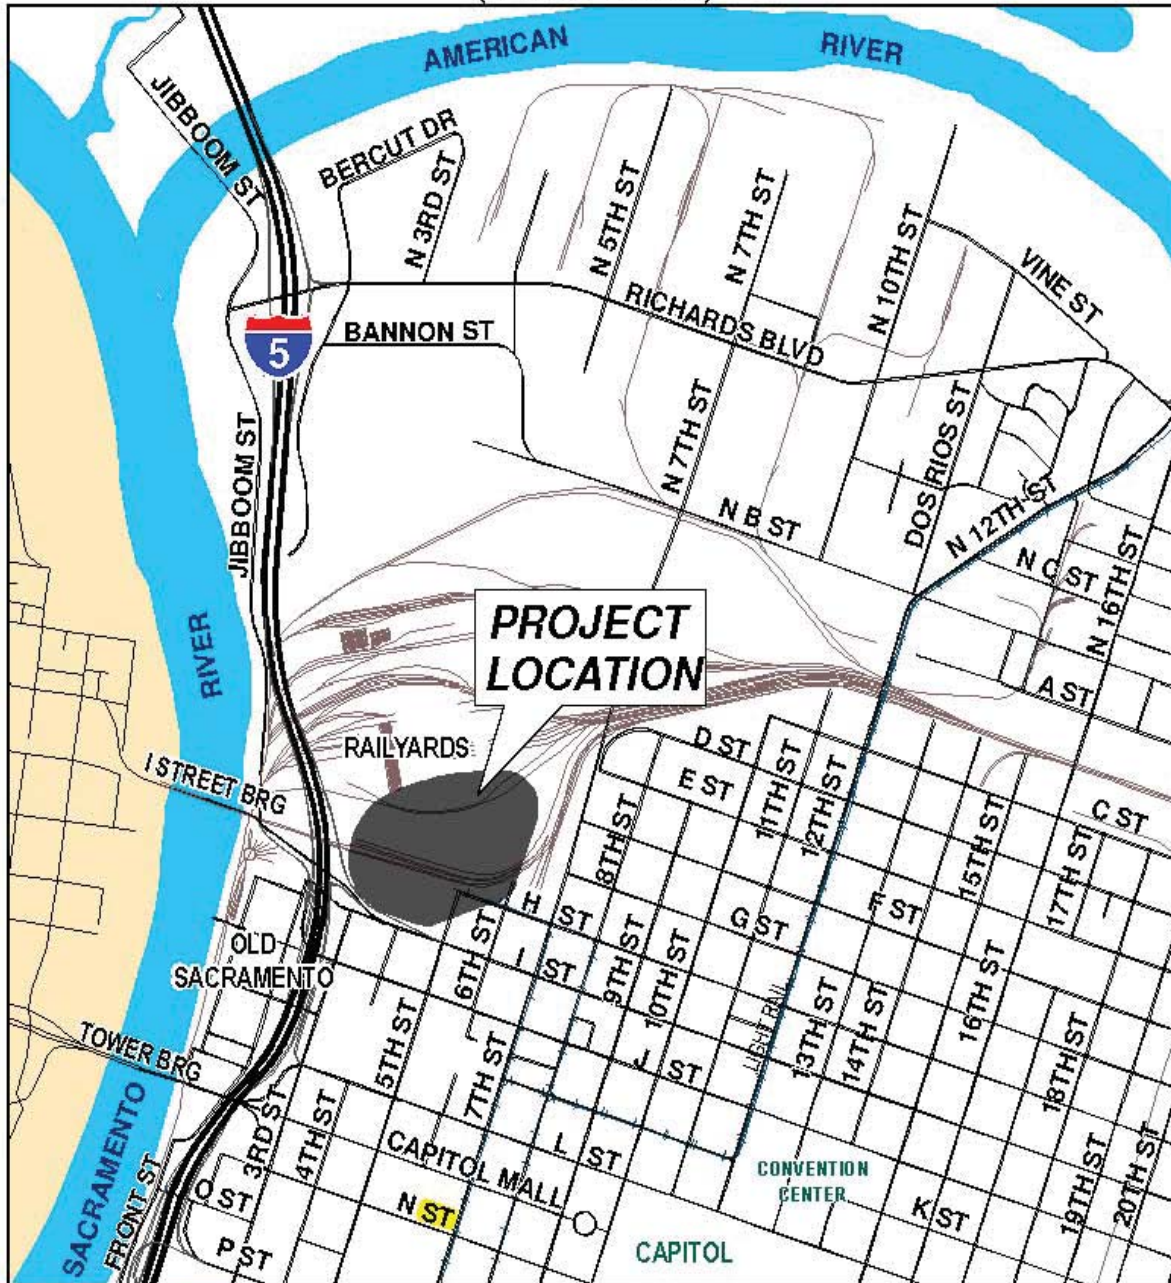 AMERICAN
RIVER
JIBBOOM ST
BERCUT DR
N 3RD ST
N 5TH ST
N 7TH ST
N 10TH ST
VINE ST
RICHARDS BLVD
5
BANNON ST
JIBBOOM ST
N 7TH ST
DOS RIOS ST
N B ST
N 12TH ST
N C ST
N 16TH ST
A ST
PROJECT
LOCATION
RIVER
RAILYARDS
I STREET BRG
D ST
E ST
11TH ST
12TH ST
C ST
8TH ST
15TH ST
17TH ST
H ST
G ST
F ST
OLD
SACRAMENTO
6TH ST
I ST
9TH ST
10TH ST
13TH ST
14TH ST
16TH ST
LIGHT RAIL
TOWER BRG
5TH ST
7TH ST
J ST
18TH ST
3RD ST
4TH ST
CAPITOL MALL
L ST
CONVENTION
CENTER
19TH ST
20TH ST
SACRAMENTO
FRONT ST
Q ST
N ST
K ST
P ST
CAPITOL